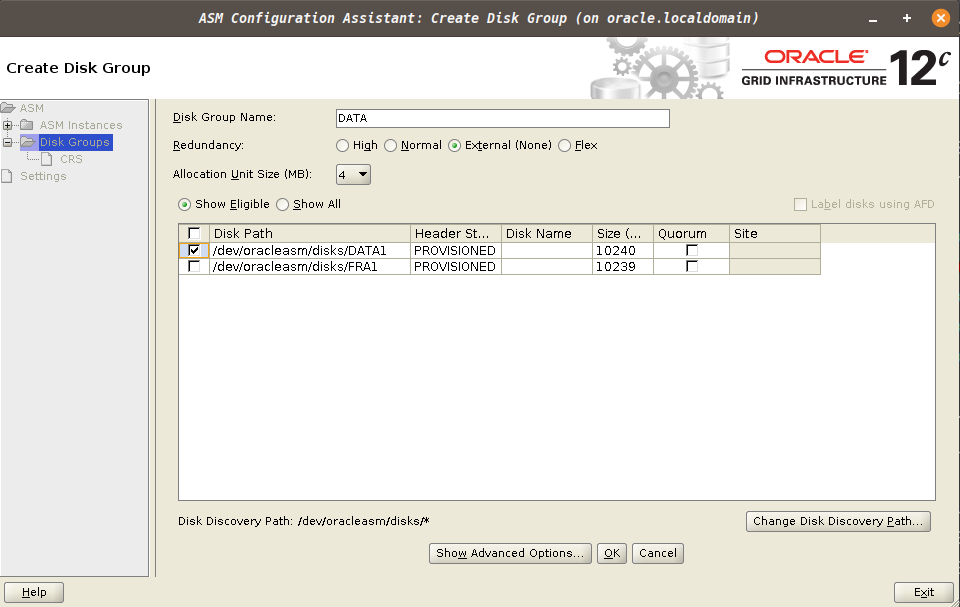 ASM Configuration Assistant: Create Disk Group (on oracle.localdomain)
Create Disk Group
ORACLE
GRID INFRASTRUCTURE 12c
ASM
ASM Instances
Disk Groups
CRS
Settings
Disk Group Name: DATA
Redundancy: High Normal External (None) Flex
Allocation Unit Size (MB): 4
Show Eligible Show All Label disks using AFD
Disk Path Header St... Disk Name Size (... Quorum Site
/dev/oracleasm/disks/DATA1 PROVISIONED 10240
/dev/oracleasm/disks/FRA1 PROVISIONED 10239
Disk Discovery Path: /dev/oracleasm/disks/* Change Disk Discovery Path...
Show Advanced Options... OK Cancel
Help Exit